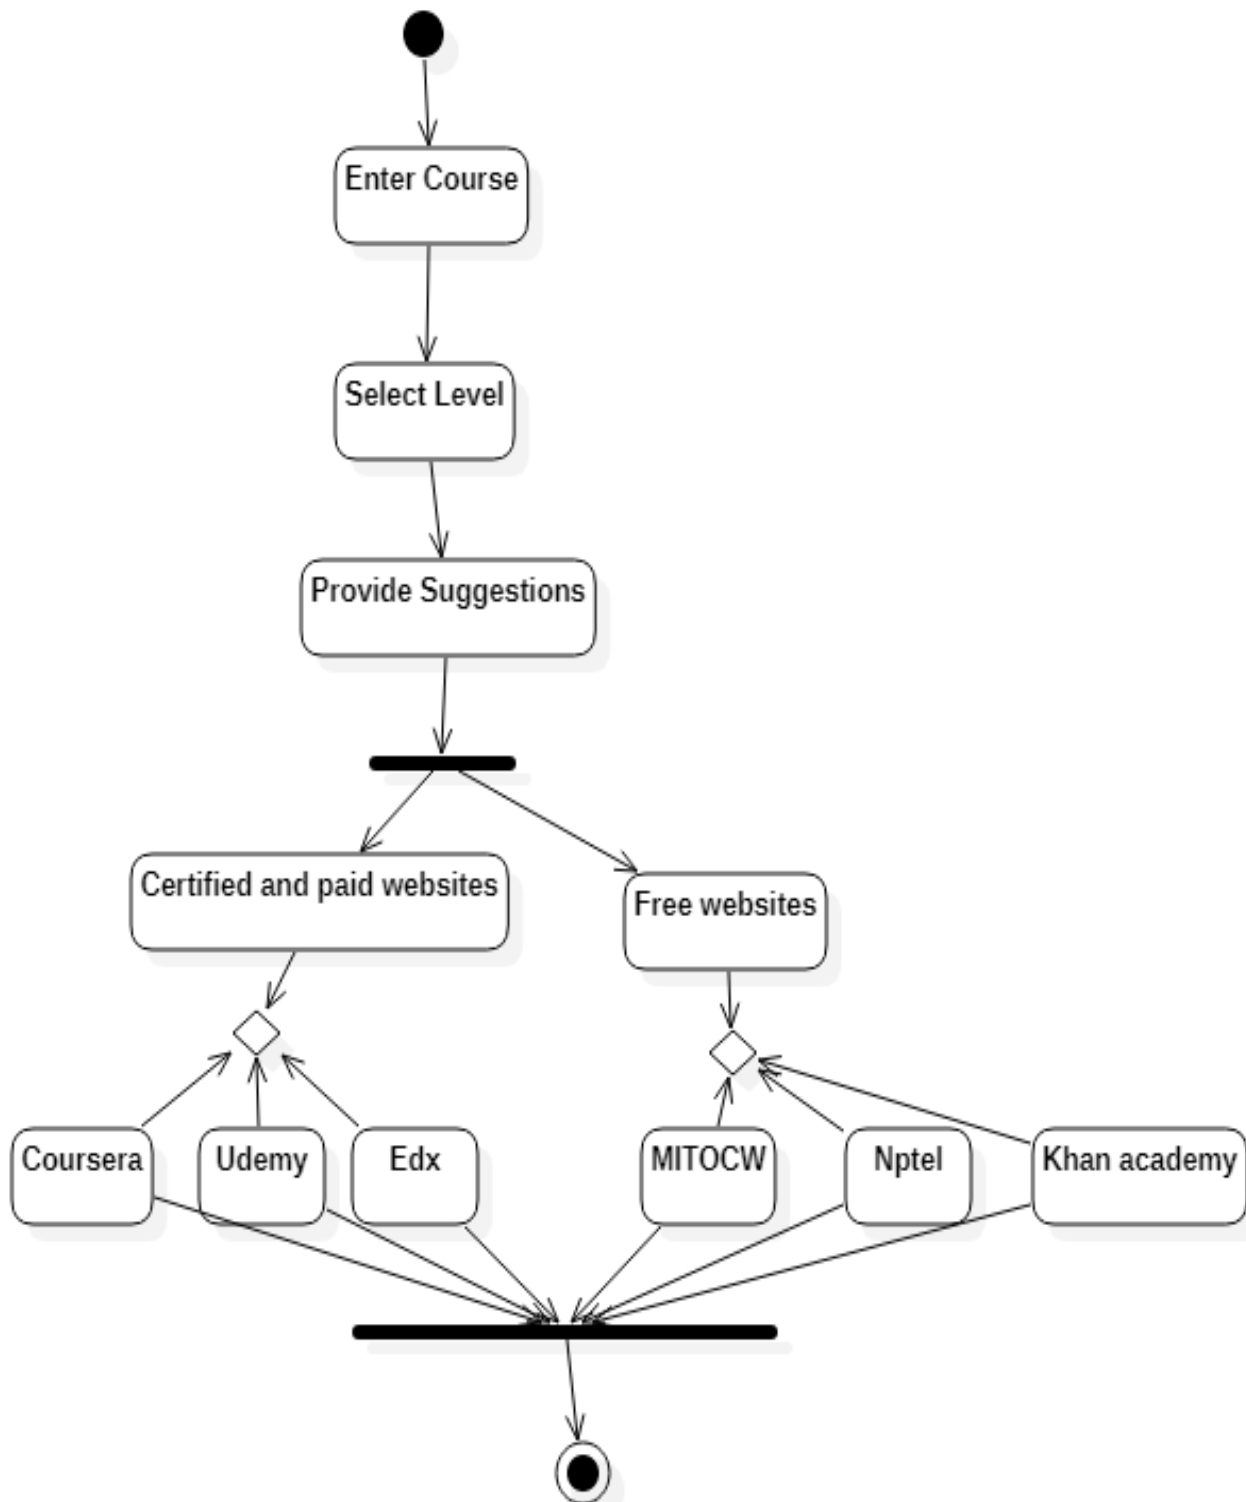 Enter Course
Select Level
Provide Suggestions
Certified and paid websites
Free websites
Coursera
Udemy
Edx
MITOCW
Nptel
Khan academy